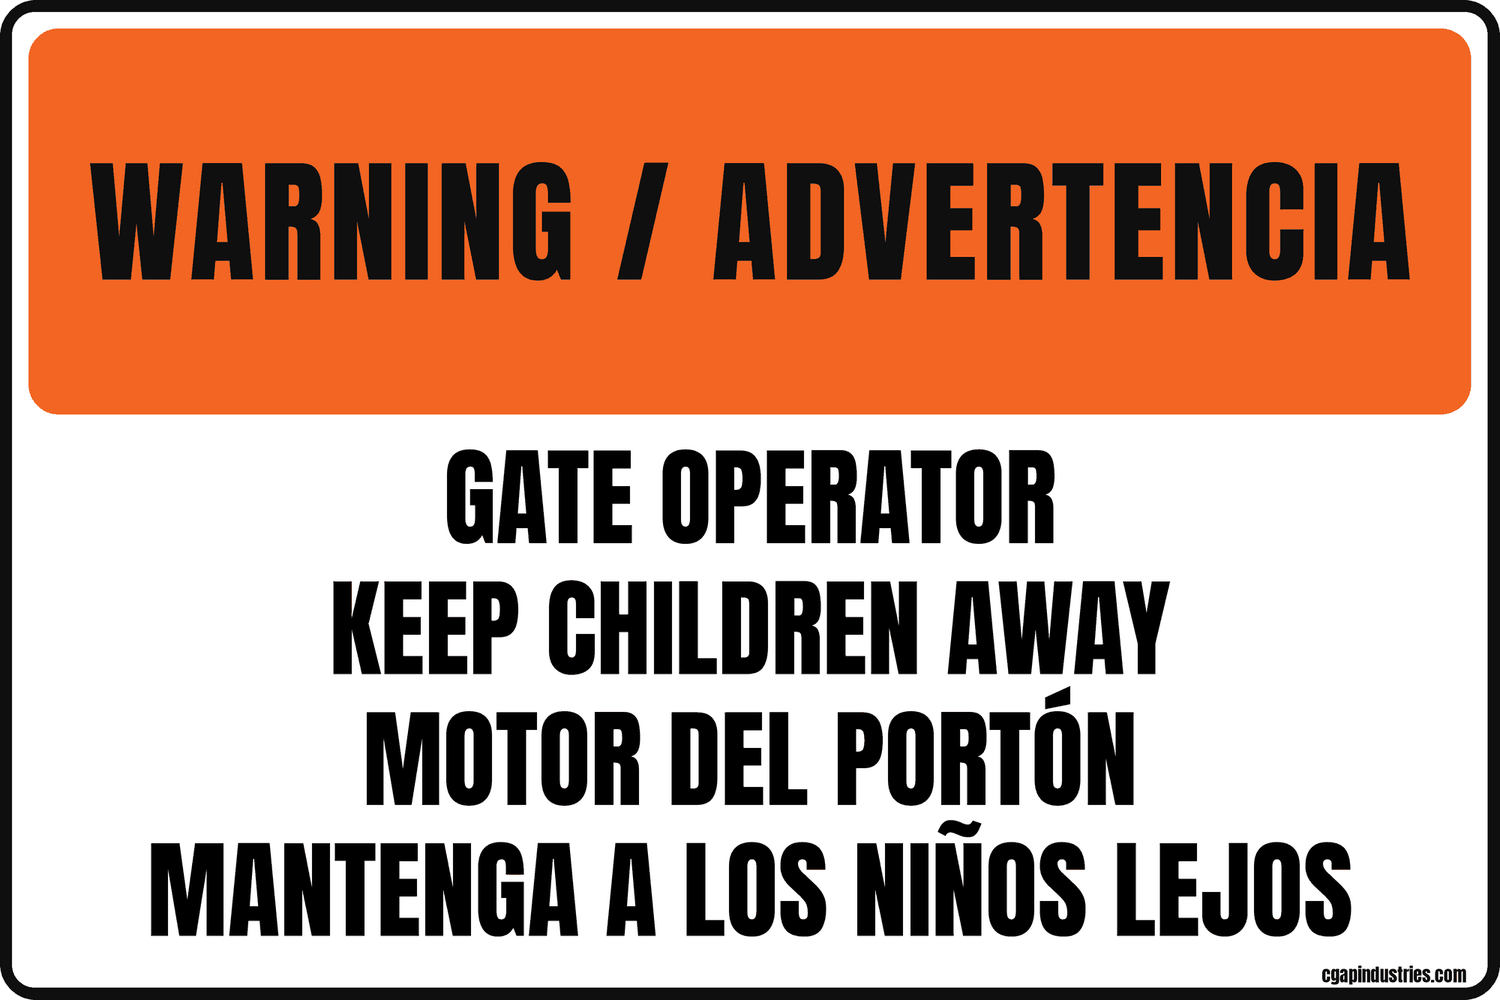 WARNING / ADVERTENCIA
GATE OPERATOR
KEEP CHILDREN AWAY
MOTOR DEL PORTÓN
MANTENGA A LOS NIÑOS LEJOS
cgapindustries.com